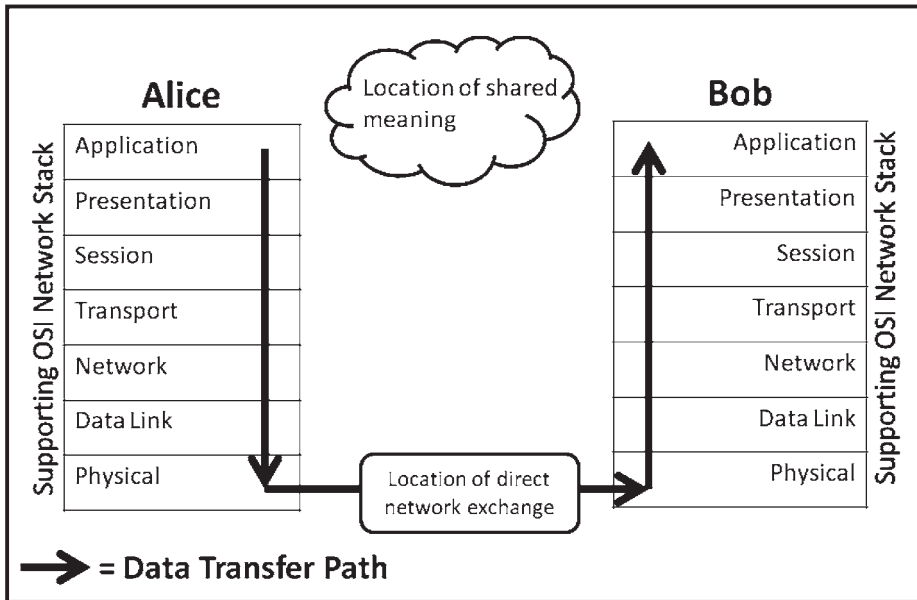 Alice
Location of shared
meaning
Bob
Supporting OSI Network Stack
Application
Presentation
Session
Transport
Network
Data Link
Physical
Location of direct
network exchange
Application
Presentation
Session
Transport
Network
Data Link
Physical
Supporting OSI Network Stack
= Data Transfer Path